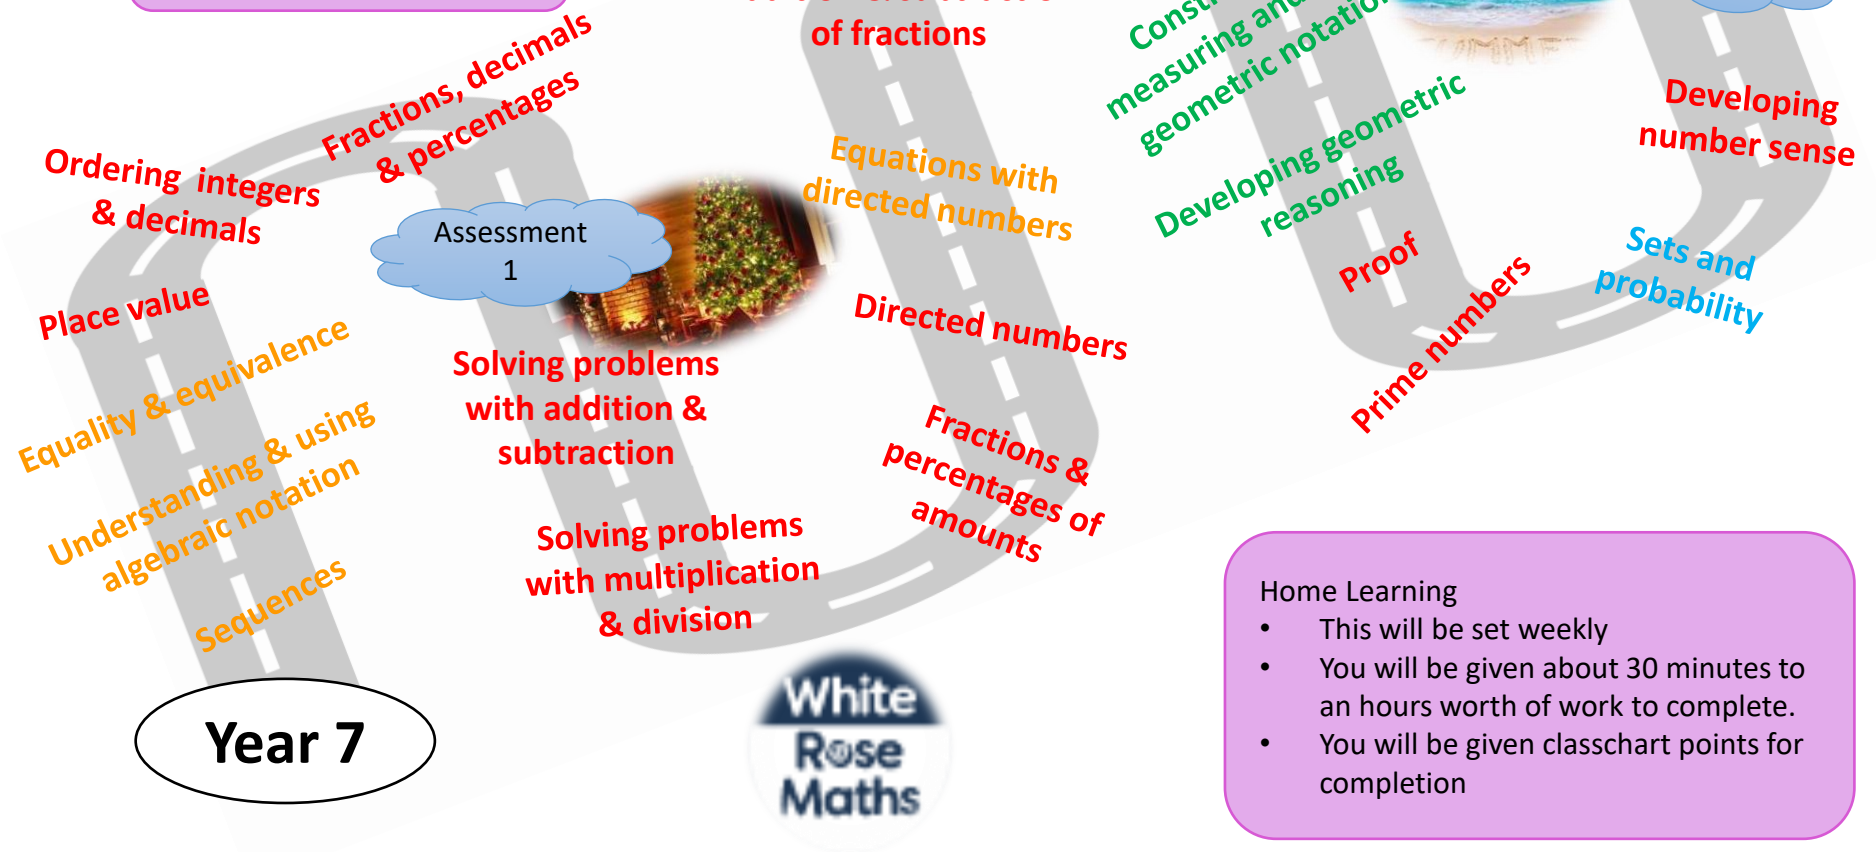 Year 7
Sequences
Understanding & using
algebraic notation
Equality & equivalence
Place value
Ordering integers
& decimals
Fractions, decimals
& percentages
Assessment
1
Solving problems
with addition &
subtraction
Solving problems
with multiplication
& division
Fractions &
percentages of
amounts
Directed numbers
Equations with
directed numbers
of fractions
measuring and
geometric notation
Developing geometric
reasoning
Proof
Prime numbers
Sets and
probability
Developing
number sense
White
Rose
Maths
Home Learning
• This will be set weekly
• You will be given about 30 minutes to
an hours worth of work to complete.
• You will be given classchart points for
completion